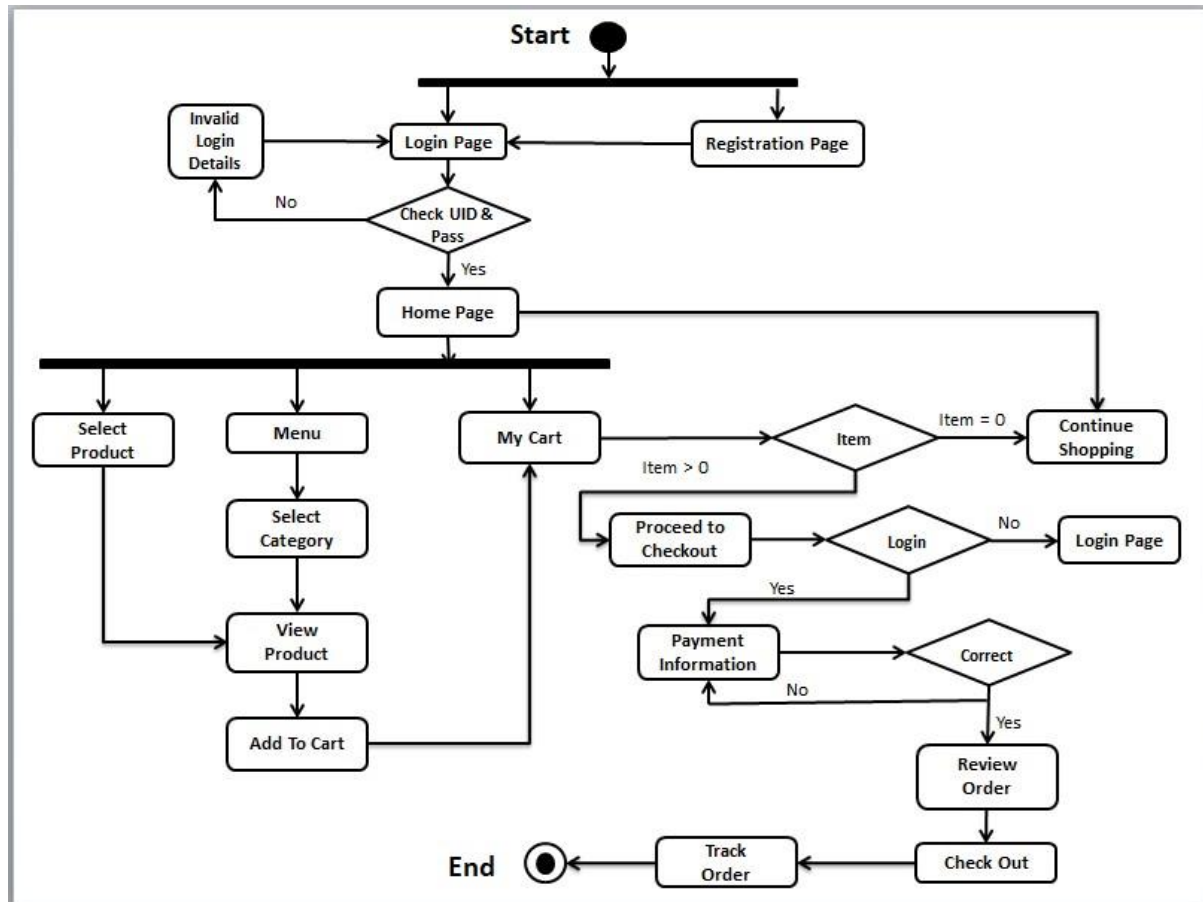 Start
Invalid
Login
Details
Login Page
Registration Page
No
Check UID &
Pass
Yes
Home Page
Select
Product
Menu
My Cart
Item
Item = 0
Continue
Shopping
Item > 0
Select
Category
Proceed to
Checkout
Login
No
Login Page
Yes
View
Product
Payment
Information
Correct
No
Yes
Add To Cart
Review
Order
End
Track
Order
Check Out